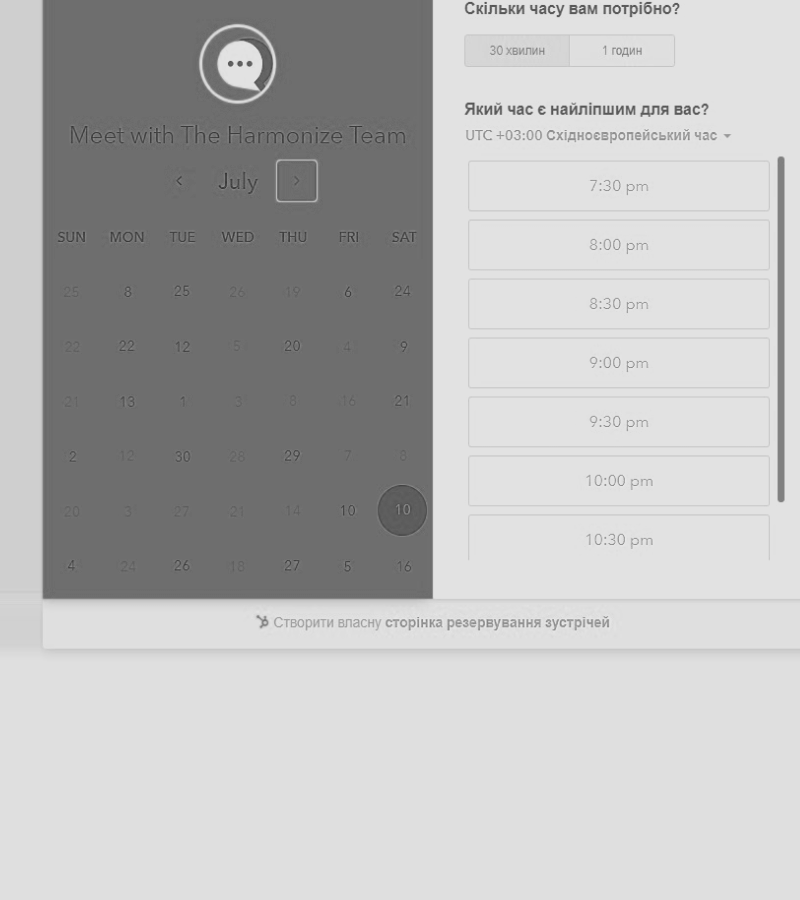 Meet with The Harmonize Team
July
SUN MON TUE WED THU FRI SAT
25 8 25 26 19 6 24
22 22 12 5 20 4 9
21 13 1 3 8 16 21
2 12 30 28 29 7 8
20 3 27 21 14 10 10
4 24 26 18 27 5 16
Скільки часу вам потрібно?
30 хвилин 1 годин
Який час є найліпшим для вас?
UTC +03:00 Східноєвропейський час
7:30 pm
8:00 pm
8:30 pm
9:00 pm
9:30 pm
10:00 pm
10:30 pm
Створити власну сторінка резервування зустрічей